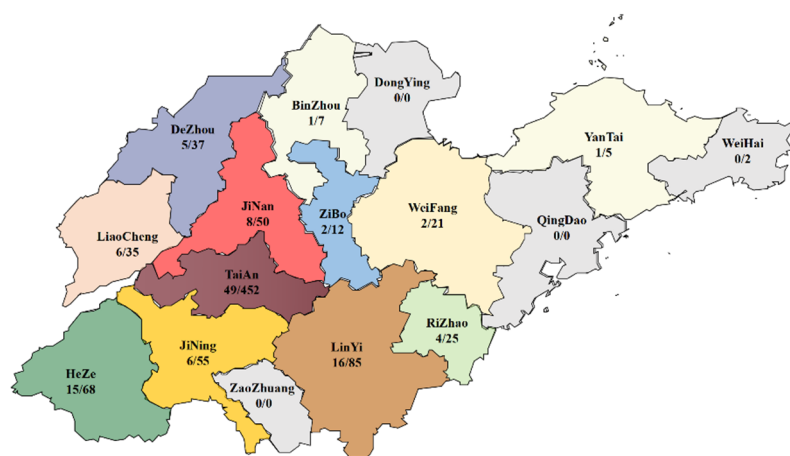 DongYing
0/0
BinZhou
1/7
DeZhou
5/37
YanTai
1/5
WeiHai
0/2
JiNan
8/50
ZiBo
2/12
WeiFang
2/21
QingDao
0/0
LiaoCheng
6/35
TaiAn
49/452
RiZhao
4/25
JiNing
6/55
LinYi
16/85
HeZe
15/68
ZaoZhuang
0/0